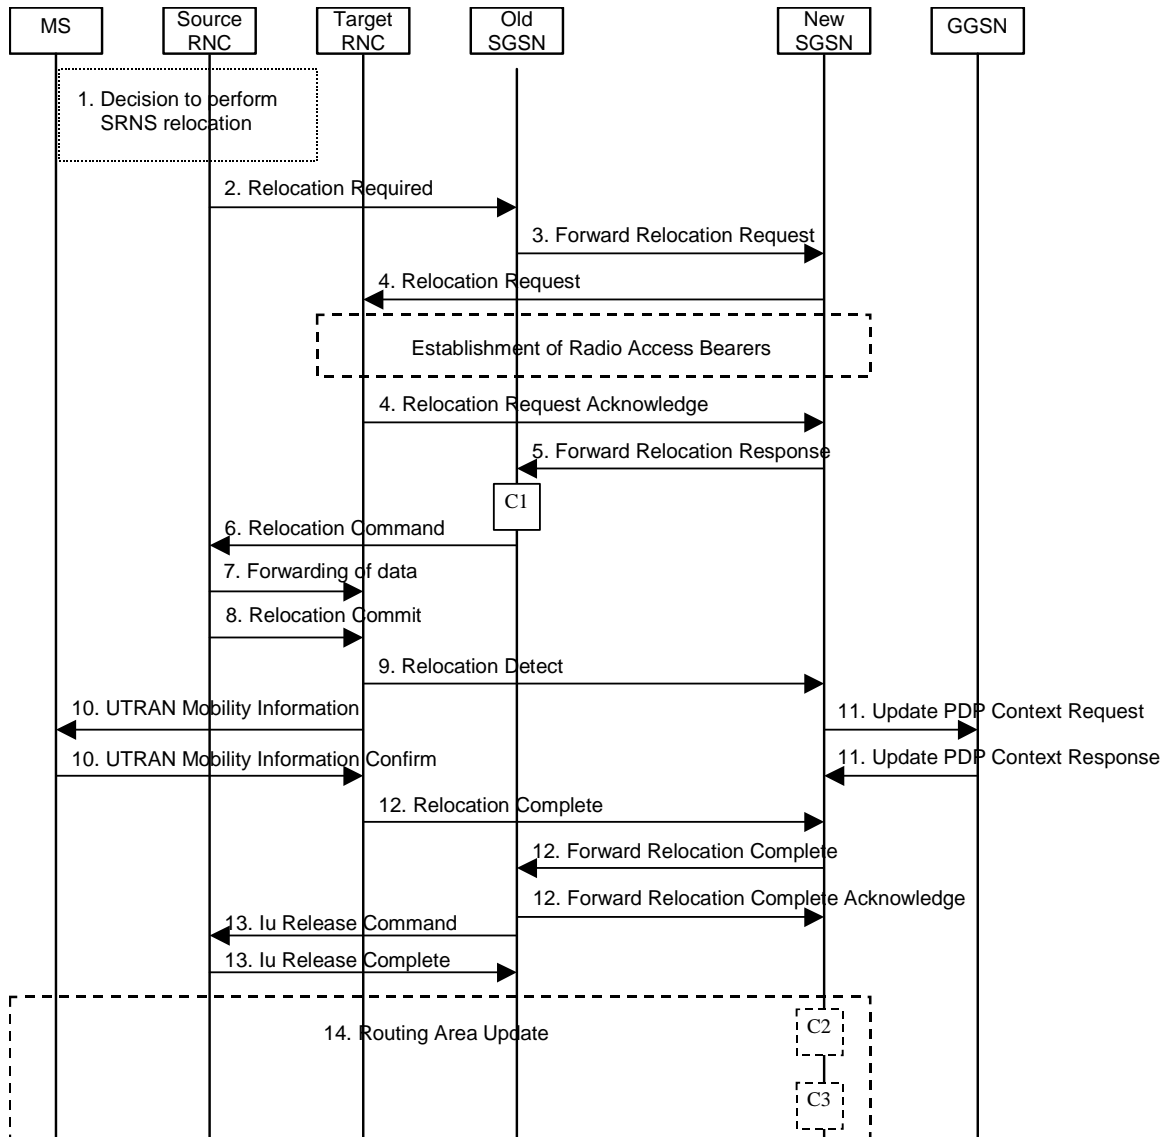 MS
Source
RNC
Target
RNC
Old
SGSN
New
SGSN
GGSN
1. Decision to perform
SRNS relocation
2. Relocation Required
3. Forward Relocation Request
4. Relocation Request
Establishment of Radio Access Bearers
4. Relocation Request Acknowledge
5. Forward Relocation Response
C1
6. Relocation Command
7. Forwarding of data
8. Relocation Commit
9. Relocation Detect
10. UTRAN Mobility Information
11. Update PDP Context Request
10. UTRAN Mobility Information Confirm
11. Update PDP Context Response
12. Relocation Complete
12. Forward Relocation Complete
12. Forward Relocation Complete Acknowledge
13. Iu Release Command
13. Iu Release Complete
14. Routing Area Update
C2
C3